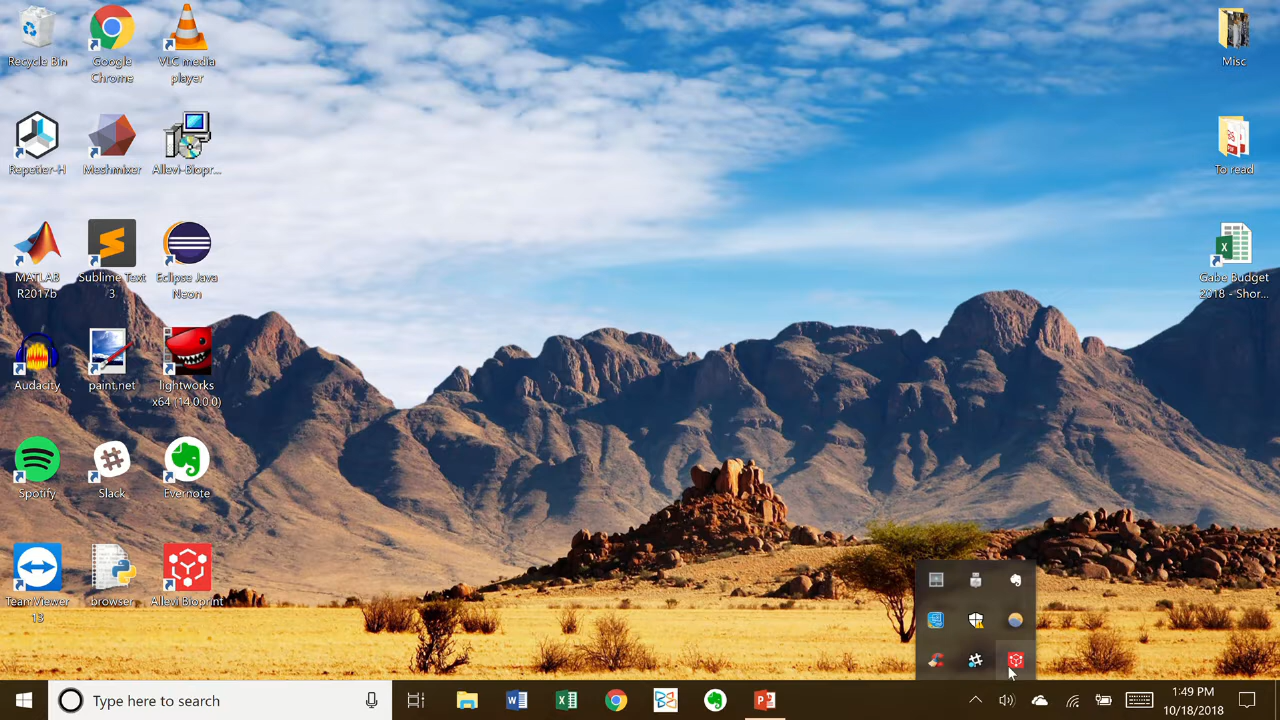 Recycle Bin
Google
Chrome
VLC media
player
Misc
Repetier-H
Meshmixer
Allevi-Biopr...
To read
MATLAB
R2017b
Sublime Text
3
Eclipse Java
Neon
Gabe Budget
2018 - Shor...
Audacity
paint.net
lightworks
x64 (14.0.0.0)
Spotify
Slack
Evernote
TeamViewer
13
browser
Allevi Bioprint
Type here to search
1:49 PM
10/18/2018